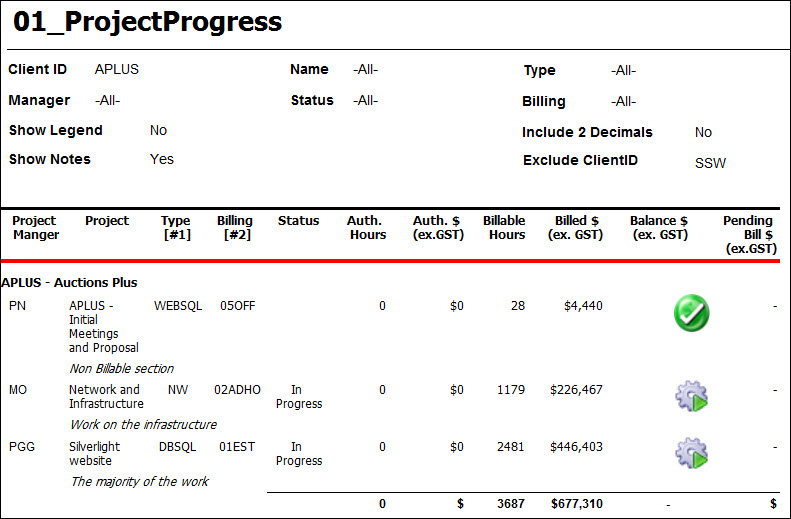 01_ProjectProgress
Client ID APLUS Name -All- Type -All-
Manager -All- Status -All- Billing -All-
Show Legend No Include 2 Decimals No
Show Notes Yes Exclude ClientID SSW
Project Project Type Billing Status Auth. Auth. $ Billable Billed $ Balance $ Pending
Manger [#1] [#2] Hours (ex.GST) Hours (ex. GST) (ex. GST) Bill $
(ex.GST)
APLUS - Auctions Plus
PN APLUS - WEBSQL 05OFF 0 $0 28 $4,440 -
Initial
Meetings
and Proposal
Non Billable section
MO Network and NW 02ADHO In 0 $0 1179 $226,467 -
Infrastructure Progress
Work on the infrastructure
PGG Silverlight DBSQL 01EST In 0 $0 2481 $446,403 -
website Progress
The majority of the work
0 $ 3687 $677,310 - $